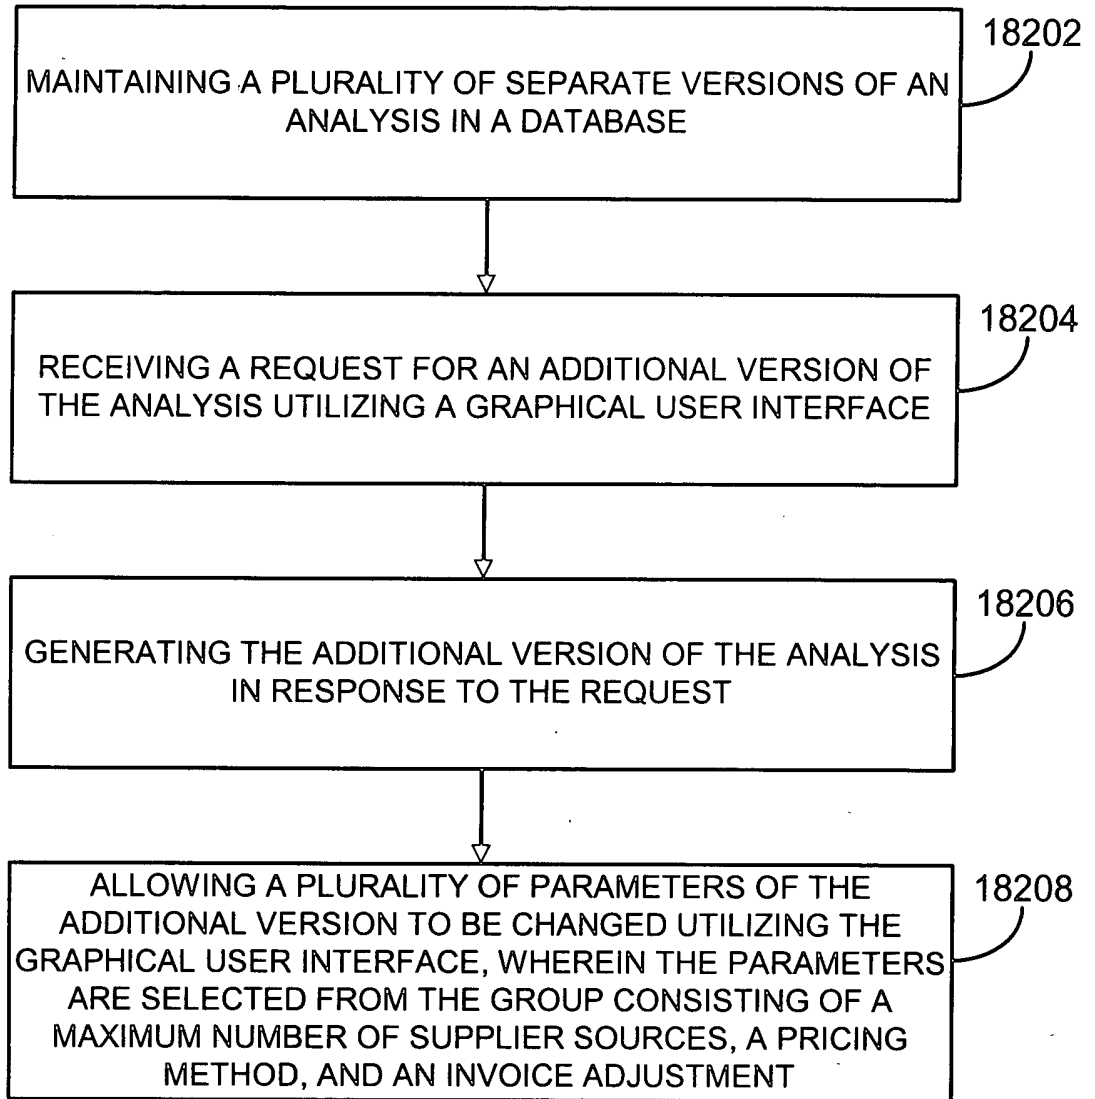 18202
MAINTAINING A PLURALITY OF SEPARATE VERSIONS OF AN
ANALYSIS IN A DATABASE
18204
RECEIVING A REQUEST FOR AN ADDITIONAL VERSION OF
THE ANALYSIS UTILIZING A GRAPHICAL USER INTERFACE
18206
GENERATING THE ADDITIONAL VERSION OF THE ANALYSIS
IN RESPONSE TO THE REQUEST
18208
ALLOWING A PLURALITY OF PARAMETERS OF THE
ADDITIONAL VERSION TO BE CHANGED UTILIZING THE
GRAPHICAL USER INTERFACE, WHEREIN THE PARAMETERS
ARE SELECTED FROM THE GROUP CONSISTING OF A
MAXIMUM NUMBER OF SUPPLIER SOURCES, A PRICING
METHOD, AND AN INVOICE ADJUSTMENT